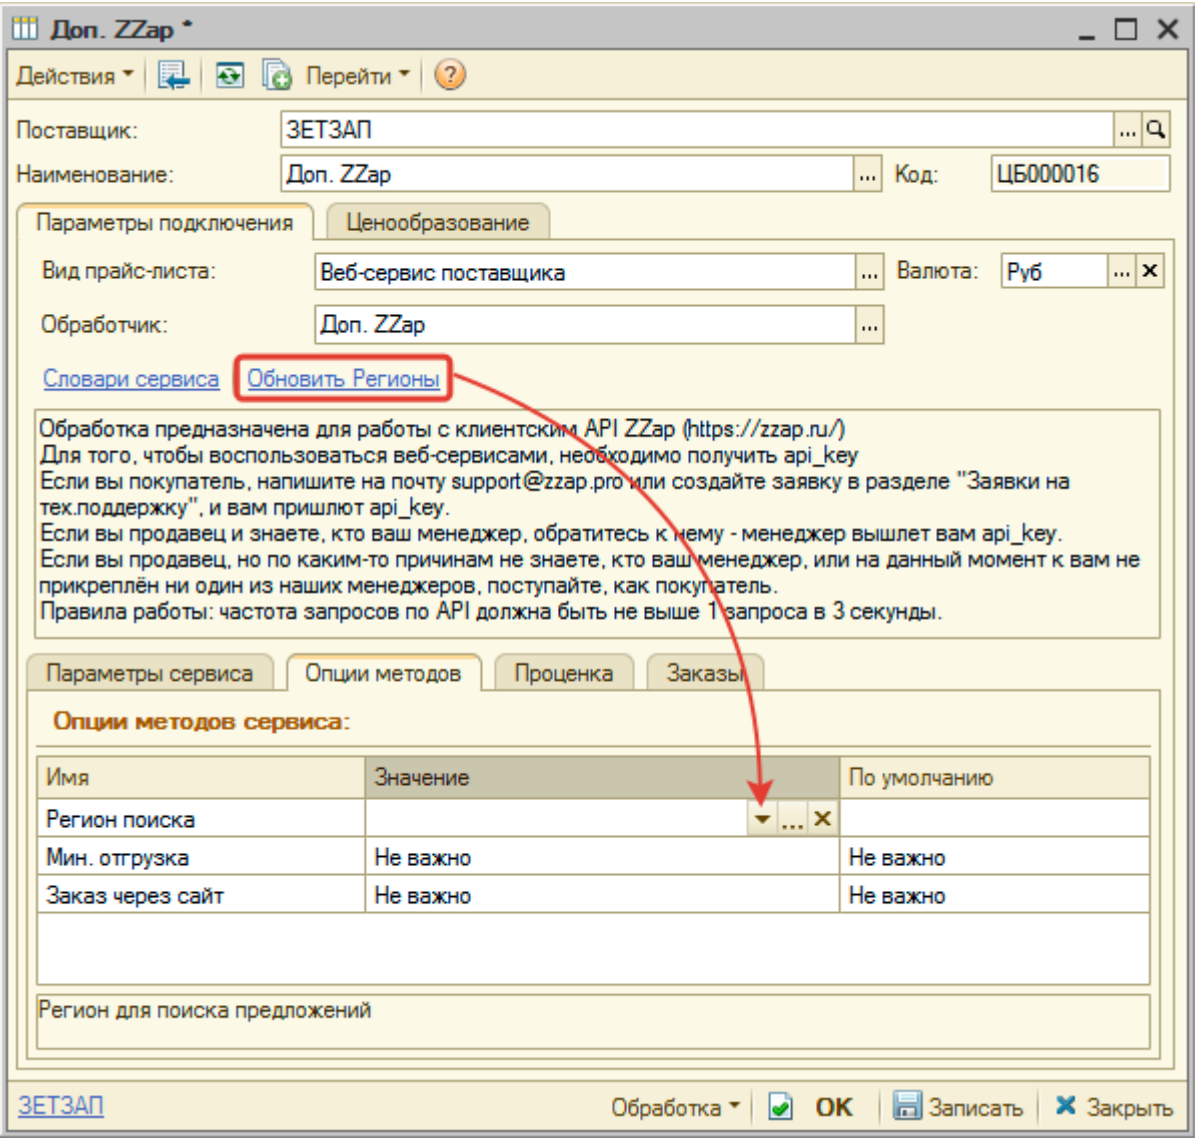 Доп. ZZap *
Действия Перейти ?
Поставщик: ЗЕТЗАП ...
Наименование: Доп. ZZap ... Код: ЦБ000016
Параметры подключения Ценообразование
Вид прайс-листа: Веб-сервис поставщика ... Валюта: Руб ... x
Обработчик: Доп. ZZap ...
Словари сервиса Обновить Регионы
Обработка предназначена для работы с клиентским API ZZap (https://zzap.ru/)
Для того, чтобы воспользоваться веб-сервисами, необходимо получить api_key
Если вы покупатель, напишите на почту support@zzap.pro или создайте заявку в разделе "Заявки на
тех.поддержку", и вам пришлют api_key.
Если вы продавец и знаете, кто ваш менеджер, обратитесь к нему - менеджер вышлет вам api_key.
Если вы продавец, но по каким-то причинам не знаете, кто ваш менеджер, или на данный момент к вам не
прикреплён ни один из наших менеджеров, поступайте, как покупатель.
Правила работы: частота запросов по API должна быть не выше 1 запроса в 3 секунды.
Параметры сервиса Опции методов Проценка Заказы
Опции методов сервиса:
Имя Значение По умолчанию
Регион поиска ... x
Мин. отгрузка Не важно Не важно
Заказ через сайт Не важно Не важно
Регион для поиска предложений
ЗЕТЗАП Обработка OK Записать Закрыть